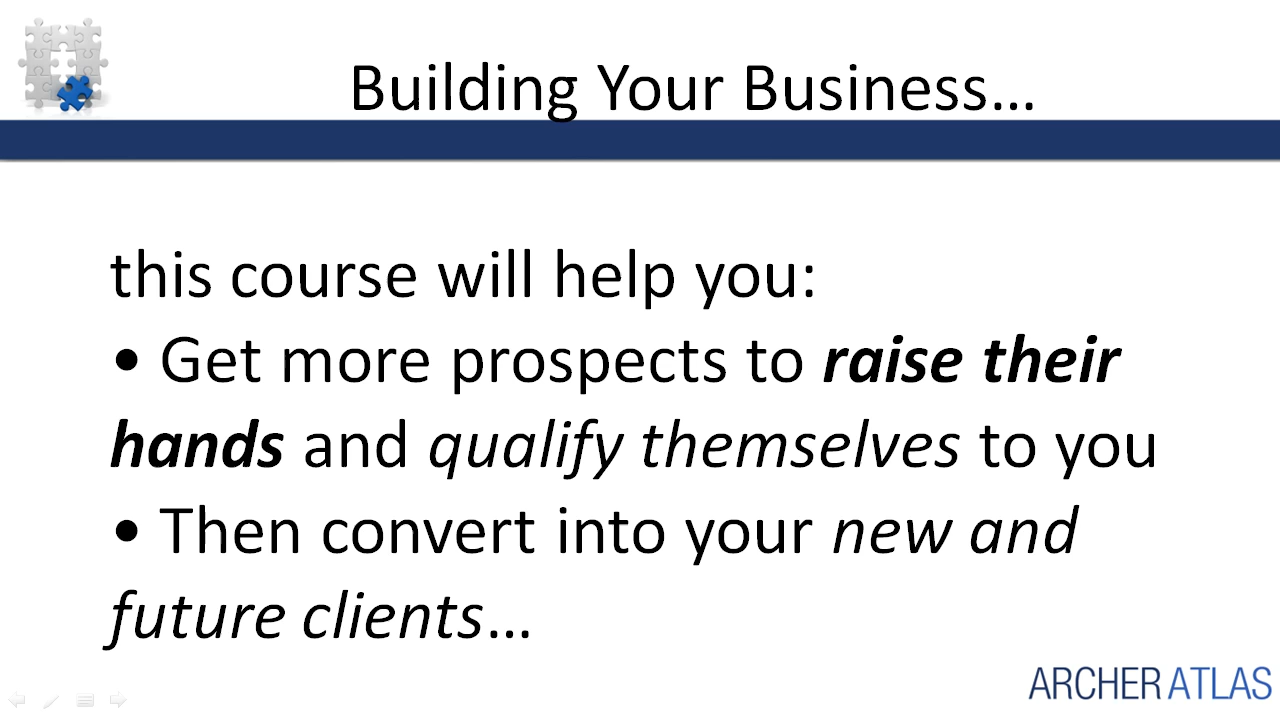 Building Your Business…
this course will help you:
• Get more prospects to raise their
hands and qualify themselves to you
• Then convert into your new and
future clients…
ARCHER ATLAS